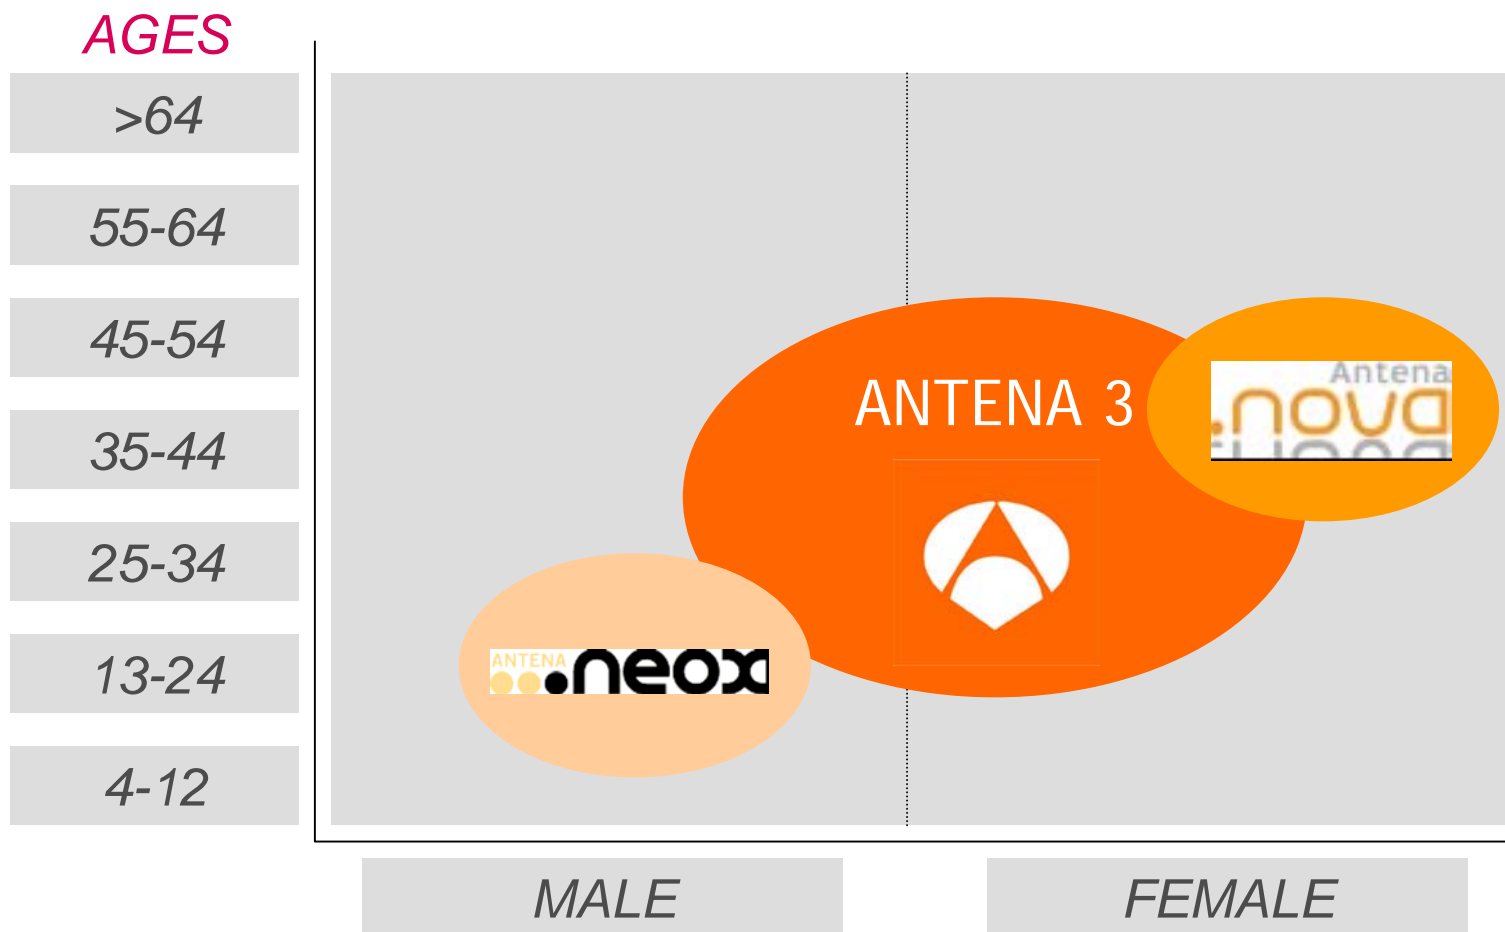 AGES
>64
55-64
45-54
35-44
25-34
13-24
4-12
ANTENA 3
Antena
.nova
ANTENA
.neox
MALE
FEMALE